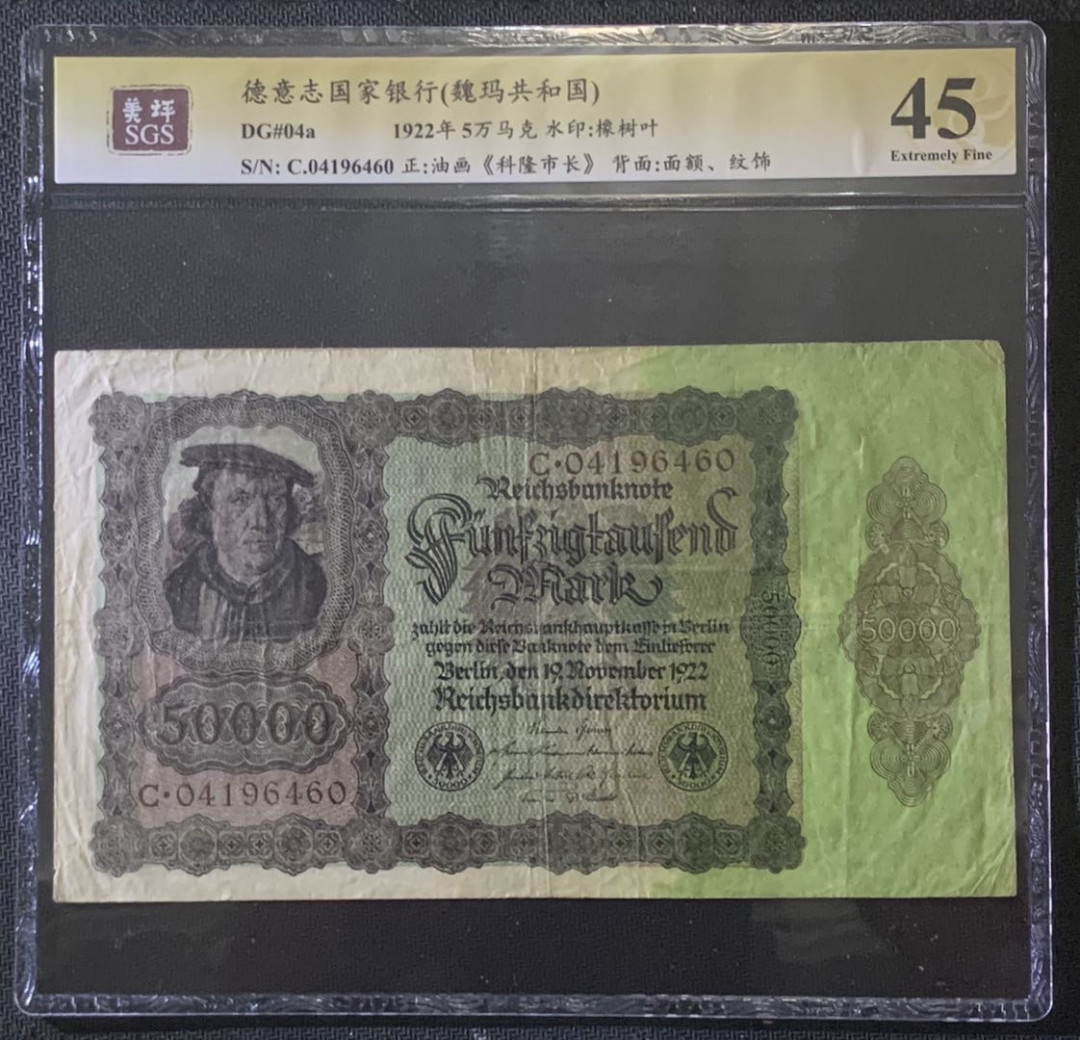 美评
SGS
德意志国家银行(魏玛共和国)
DG#04a 1922年 5万马克 水印:橡树叶
S/N: C.04196460 正:油画《科隆市长》 背面:面额、纹饰
45
Extremely Fine
C·04196460
Reichsbanknote
Fünfzigtausend
Mark
zahlt die Reichsbankhauptkasse in Berlin
gegen diese Banknote dem Einlieferer
Berlin, den 19. November 1922
Reichsbankdirektorium
50000
C·04196460
50000
50000